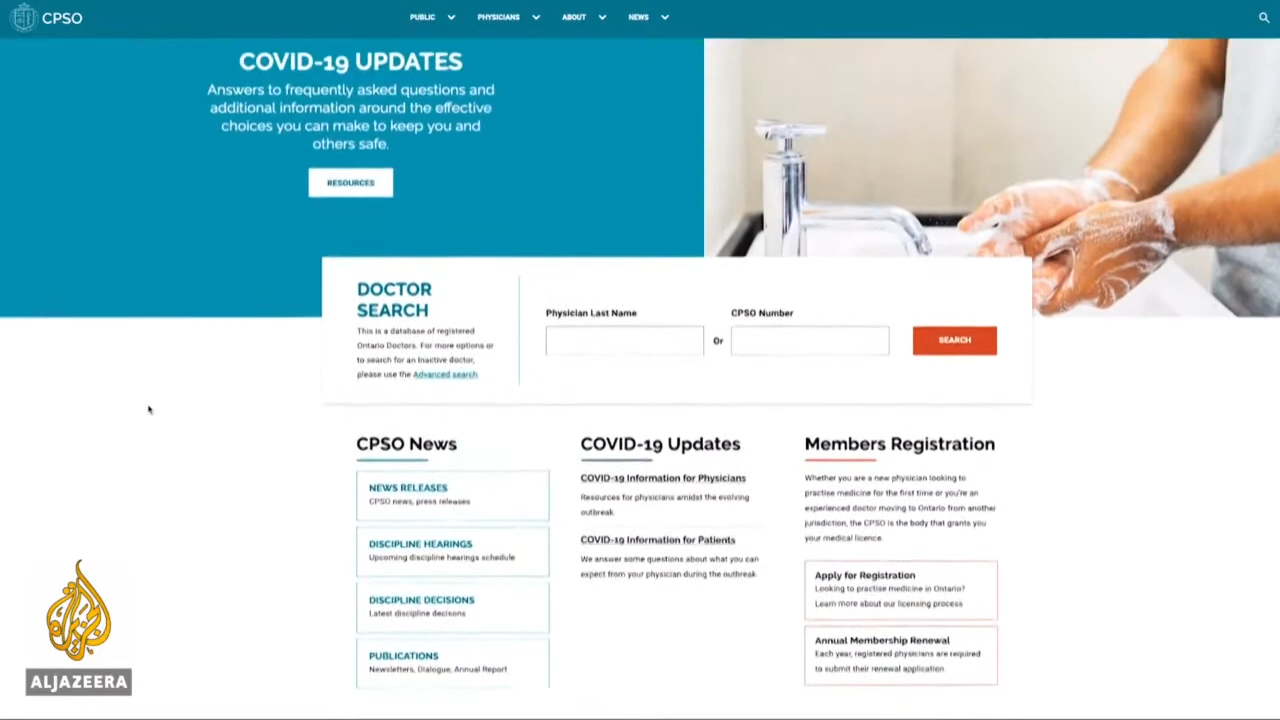 CPSO
PUBLIC
PHYSICIANS
ABOUT
NEWS
COVID-19 UPDATES
Answers to frequently asked questions and
additional information around the effective
choices you can make to keep you and
others safe.
RESOURCES
DOCTOR
SEARCH
This is a database of registered
Ontario Doctors. For more options or
to search for an Inactive doctor,
please use the Advanced search
Physician Last Name
Or
CPSO Number
SEARCH
CPSO News
NEWS RELEASES
CPSO news, press releases
DISCIPLINE HEARINGS
Upcoming discipline hearings schedule
DISCIPLINE DECISIONS
Latest discipline decisions
PUBLICATIONS
Newsletters, Dialogue, Annual Report
COVID-19 Updates
COVID-19 Information for Physicians
Resources for physicians amidst the evolving
outbreak.
COVID-19 Information for Patients
We answer some questions about what you can
expect from your physician during the outbreak.
Members Registration
Whether you are a new physician looking to
practise medicine for the first time or you're an
experienced doctor moving to Ontario from another
jurisdiction, the CPSO is the body that grants you
your medical licence.
Apply for Registration
Looking to practise medicine in Ontario?
Learn more about our licensing process
Annual Membership Renewal
Each year, registered physicians are required
to submit their renewal application.
ALJAZEERA